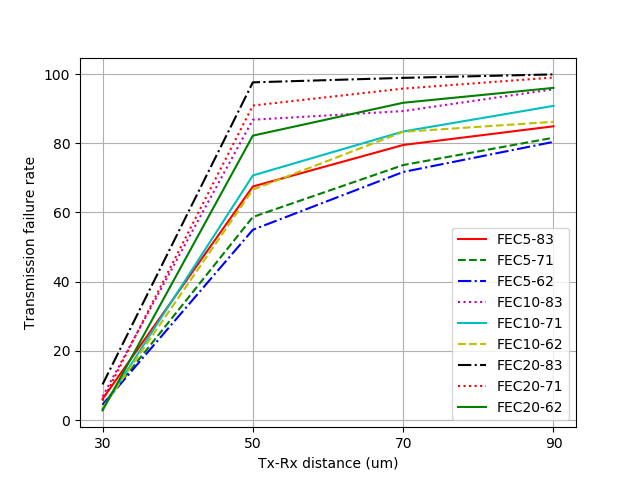 100
80
60
40
20
0
Transmission failure rate
30
50
70
90
Tx-Rx distance (um)
FEC5-83
FEC5-71
FEC5-62
FEC10-83
FEC10-71
FEC10-62
FEC20-83
FEC20-71
FEC20-62